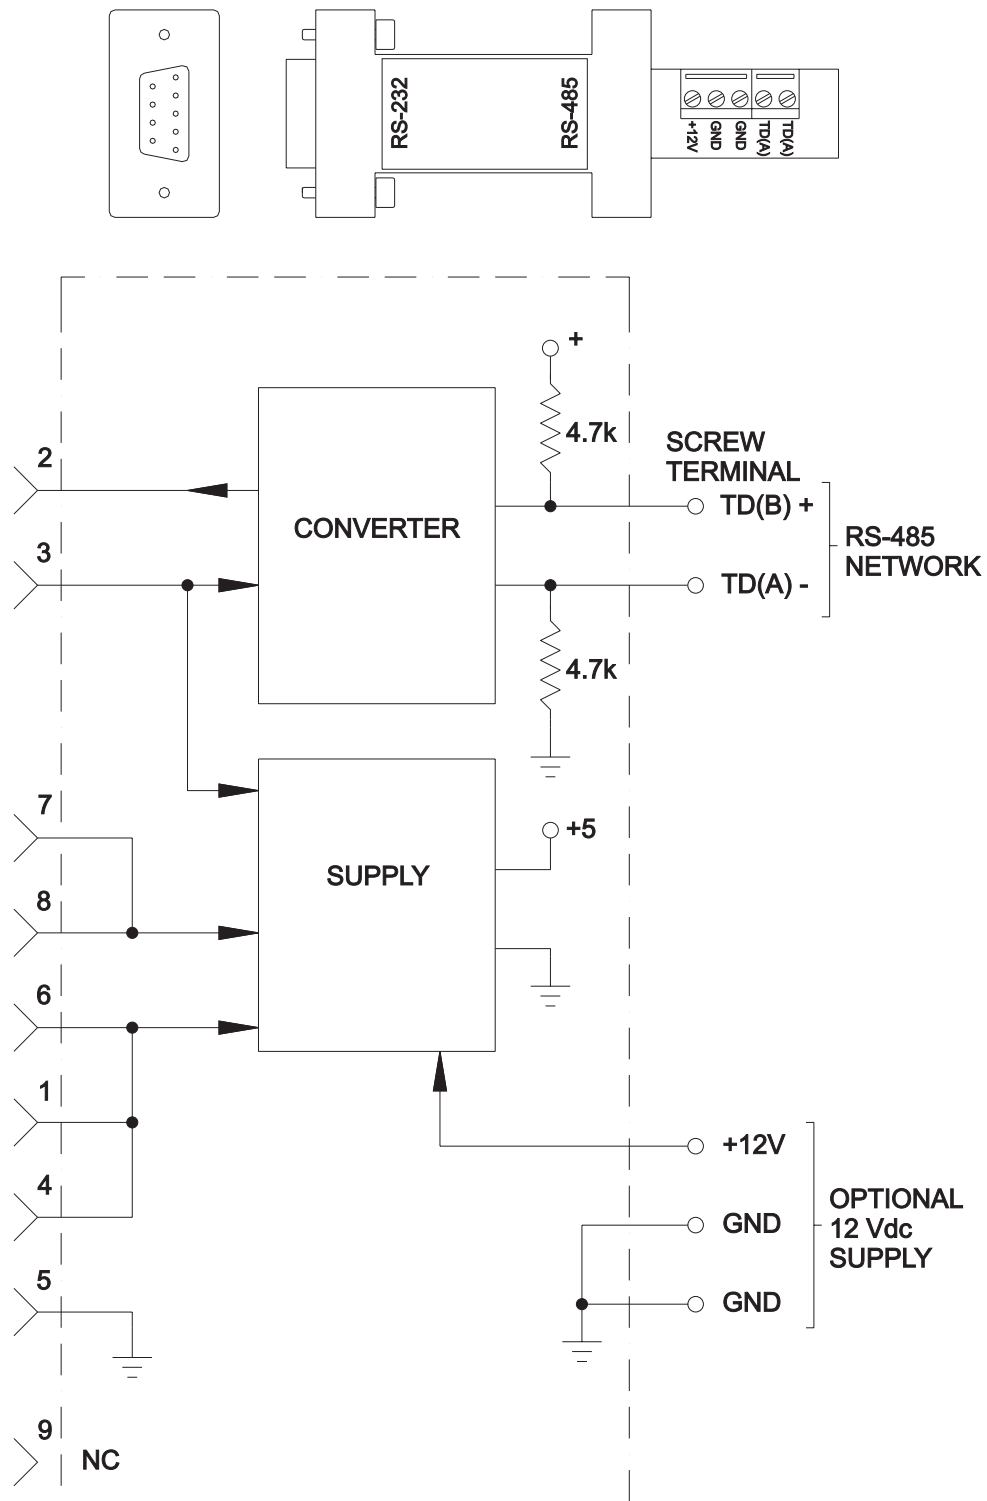 RS-232
RS-485
+12V
GND
GND
TD(A)
TD(A)
+
4.7k
SCREW
TERMINAL
2
TD(B) +
CONVERTER
RS-485
NETWORK
3
TD(A) -
4.7k
7
+5
SUPPLY
8
6
1
+12V
4
OPTIONAL
12 Vdc
SUPPLY
GND
5
GND
9
NC